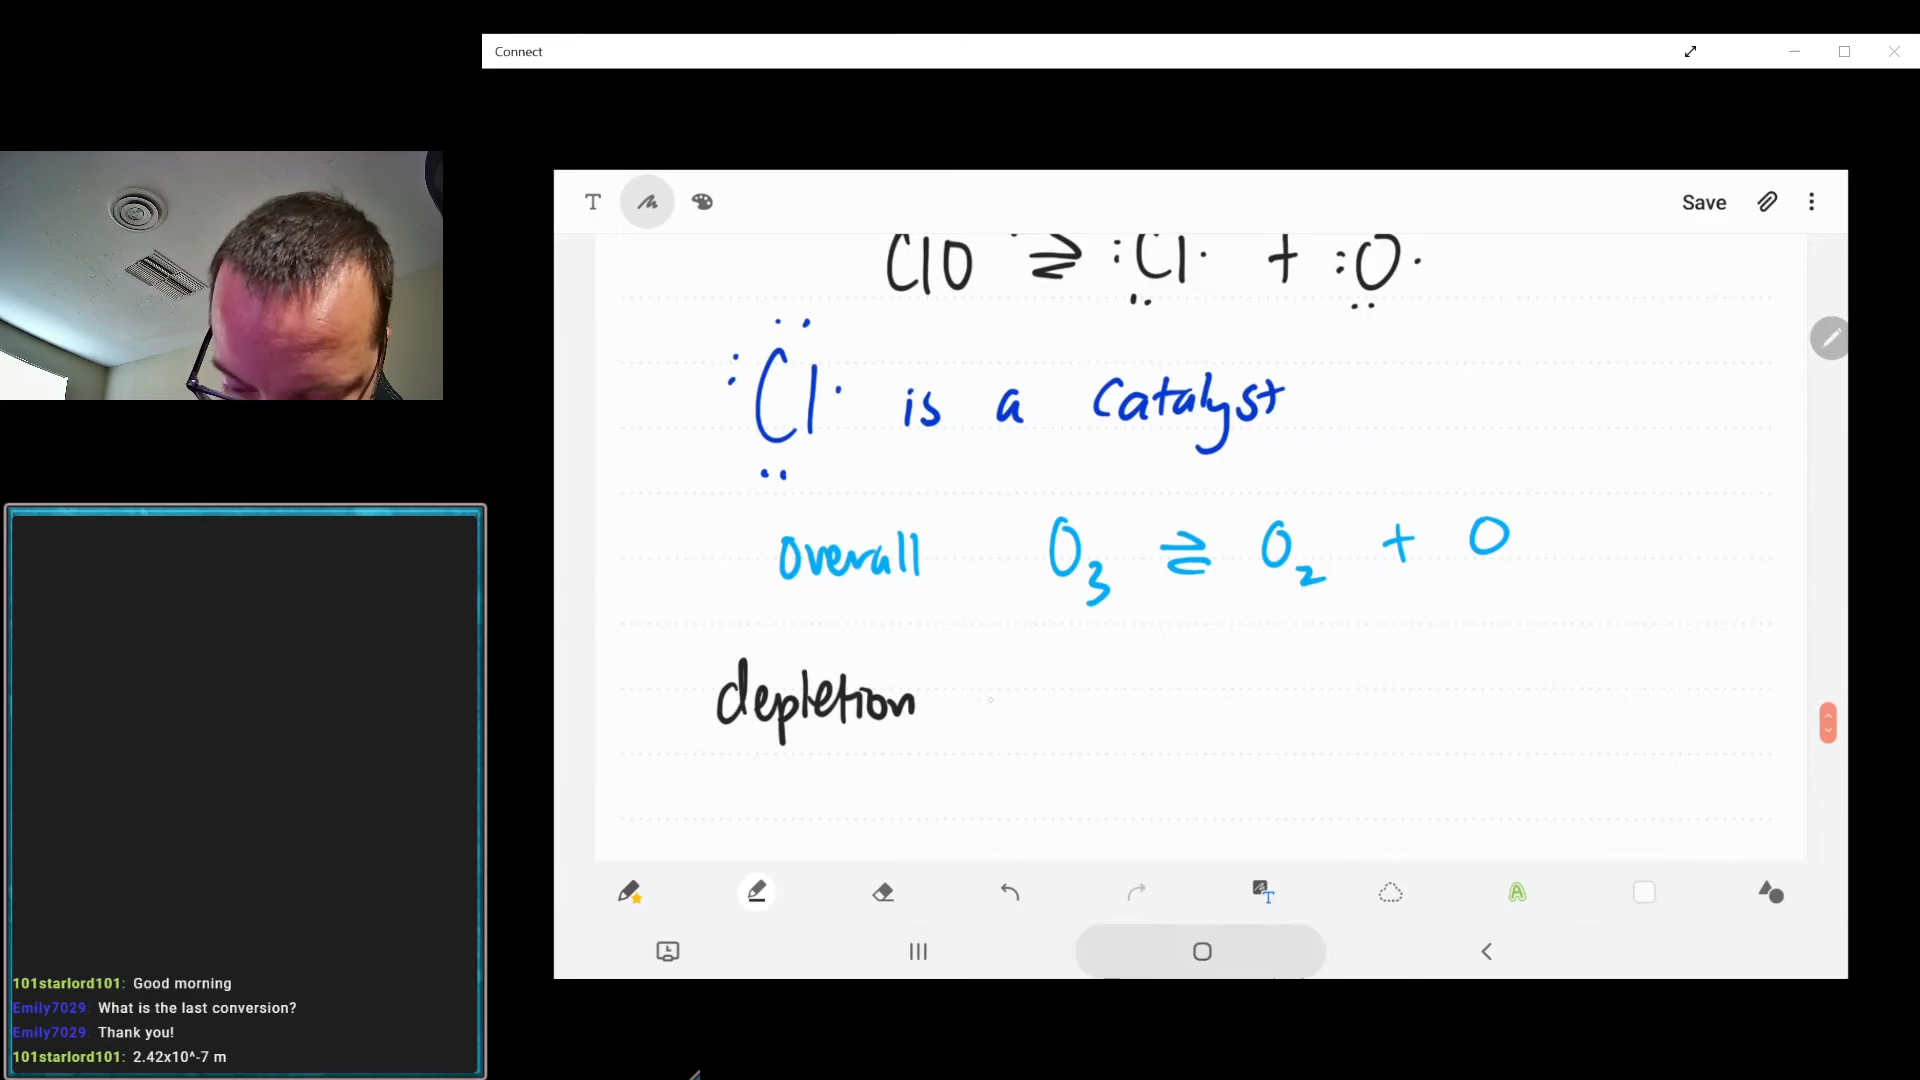 Connect
T
Save
ClO ⇌ :Cl· + :O·
:Cl· is a catalyst
overall O₃ ⇌ O₂ + O
depletion
101starlord101: Good morning
Emily7029: What is the last conversion?
Emily7029: Thank you!
101starlord101: 2.42x10^-7 m